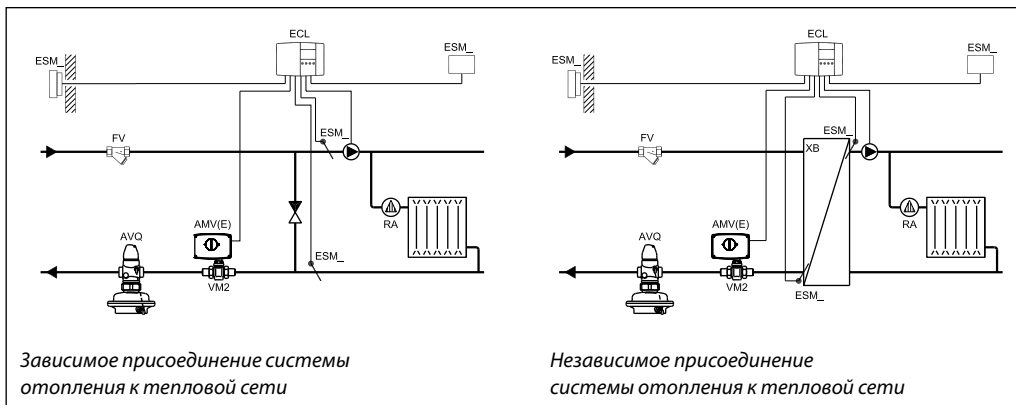 ECL
ESM_
ESM_
FV
ESM_
AMV(E)
AVQ
RA
ESM_
VM2
Зависимое присоединение системы
отопления к тепловой сети
ECL
ESM_
ESM_
FV
ESM_
XB
AMV(E)
AVQ
RA
VM2
ESM_
Независимое присоединение
системы отопления к тепловой сети